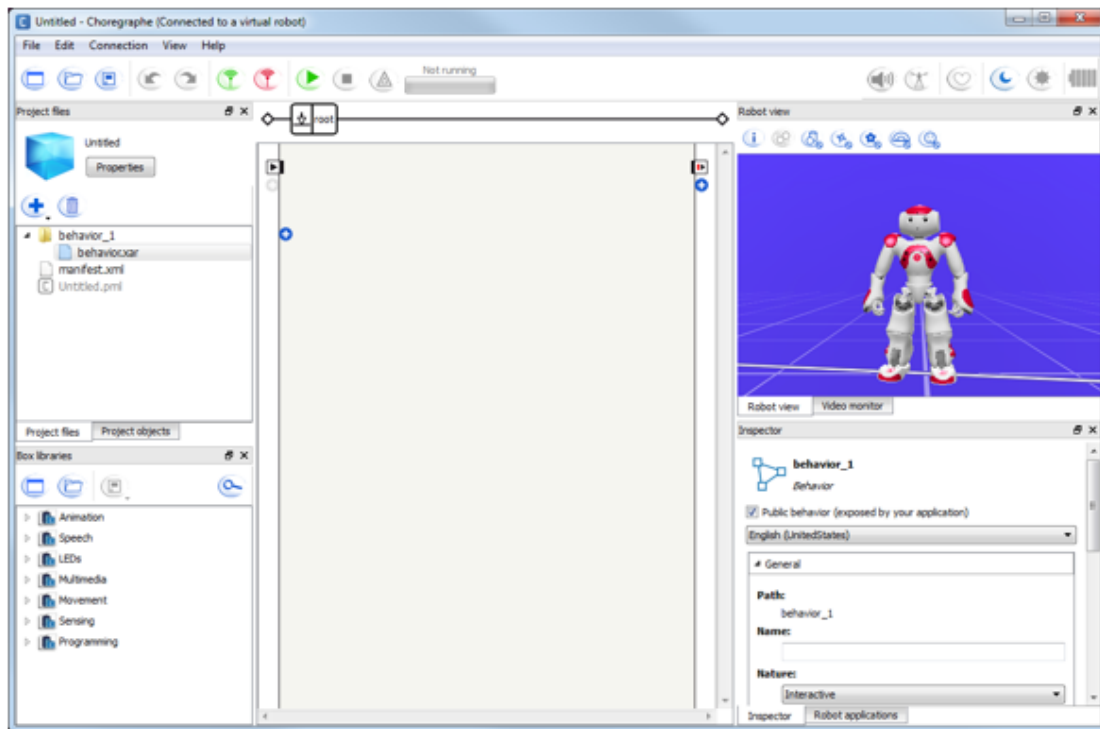 Untitled - Choregraphe (Connected to a virtual robot)
File Edit Connection View Help
Not running
Project files
root
Robot view
Untitled
Properties
behavior_1
behavior.xar
manifest.xml
Untitled.pml
Project files Project objects
Robot view Video monitor
Box libraries
Animation
Speech
LEDs
Multimedia
Movement
Sensing
Programming
Inspector
behavior_1
Behavior
Public behavior (exposed by your application)
English (UnitedStates)
General
Path:
behavior_1
Name:
Nature:
Interactive
Inspector Robot applications